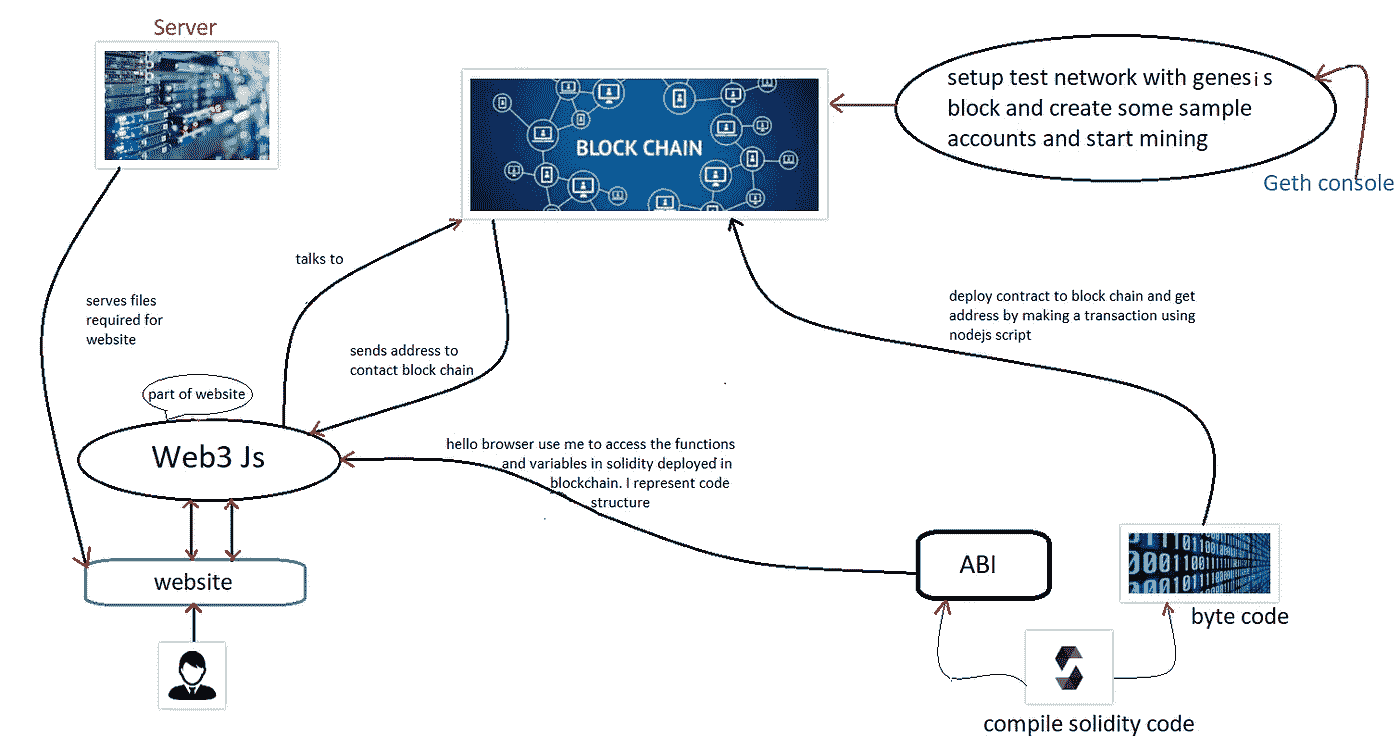 Server
BLOCK CHAIN
setup test network with genesis
block and create some sample
accounts and start mining
Geth console
talks to
serves files
required for
website
sends address to
contact block chain
deploy contract to block chain and get
address by making a transaction using
nodejs script
part of website
Web3 Js
hello browser use me to access the functions
and variables in solidity deployed in
blockchain. I represent code
structure
website
ABI
byte code
compile solidity code